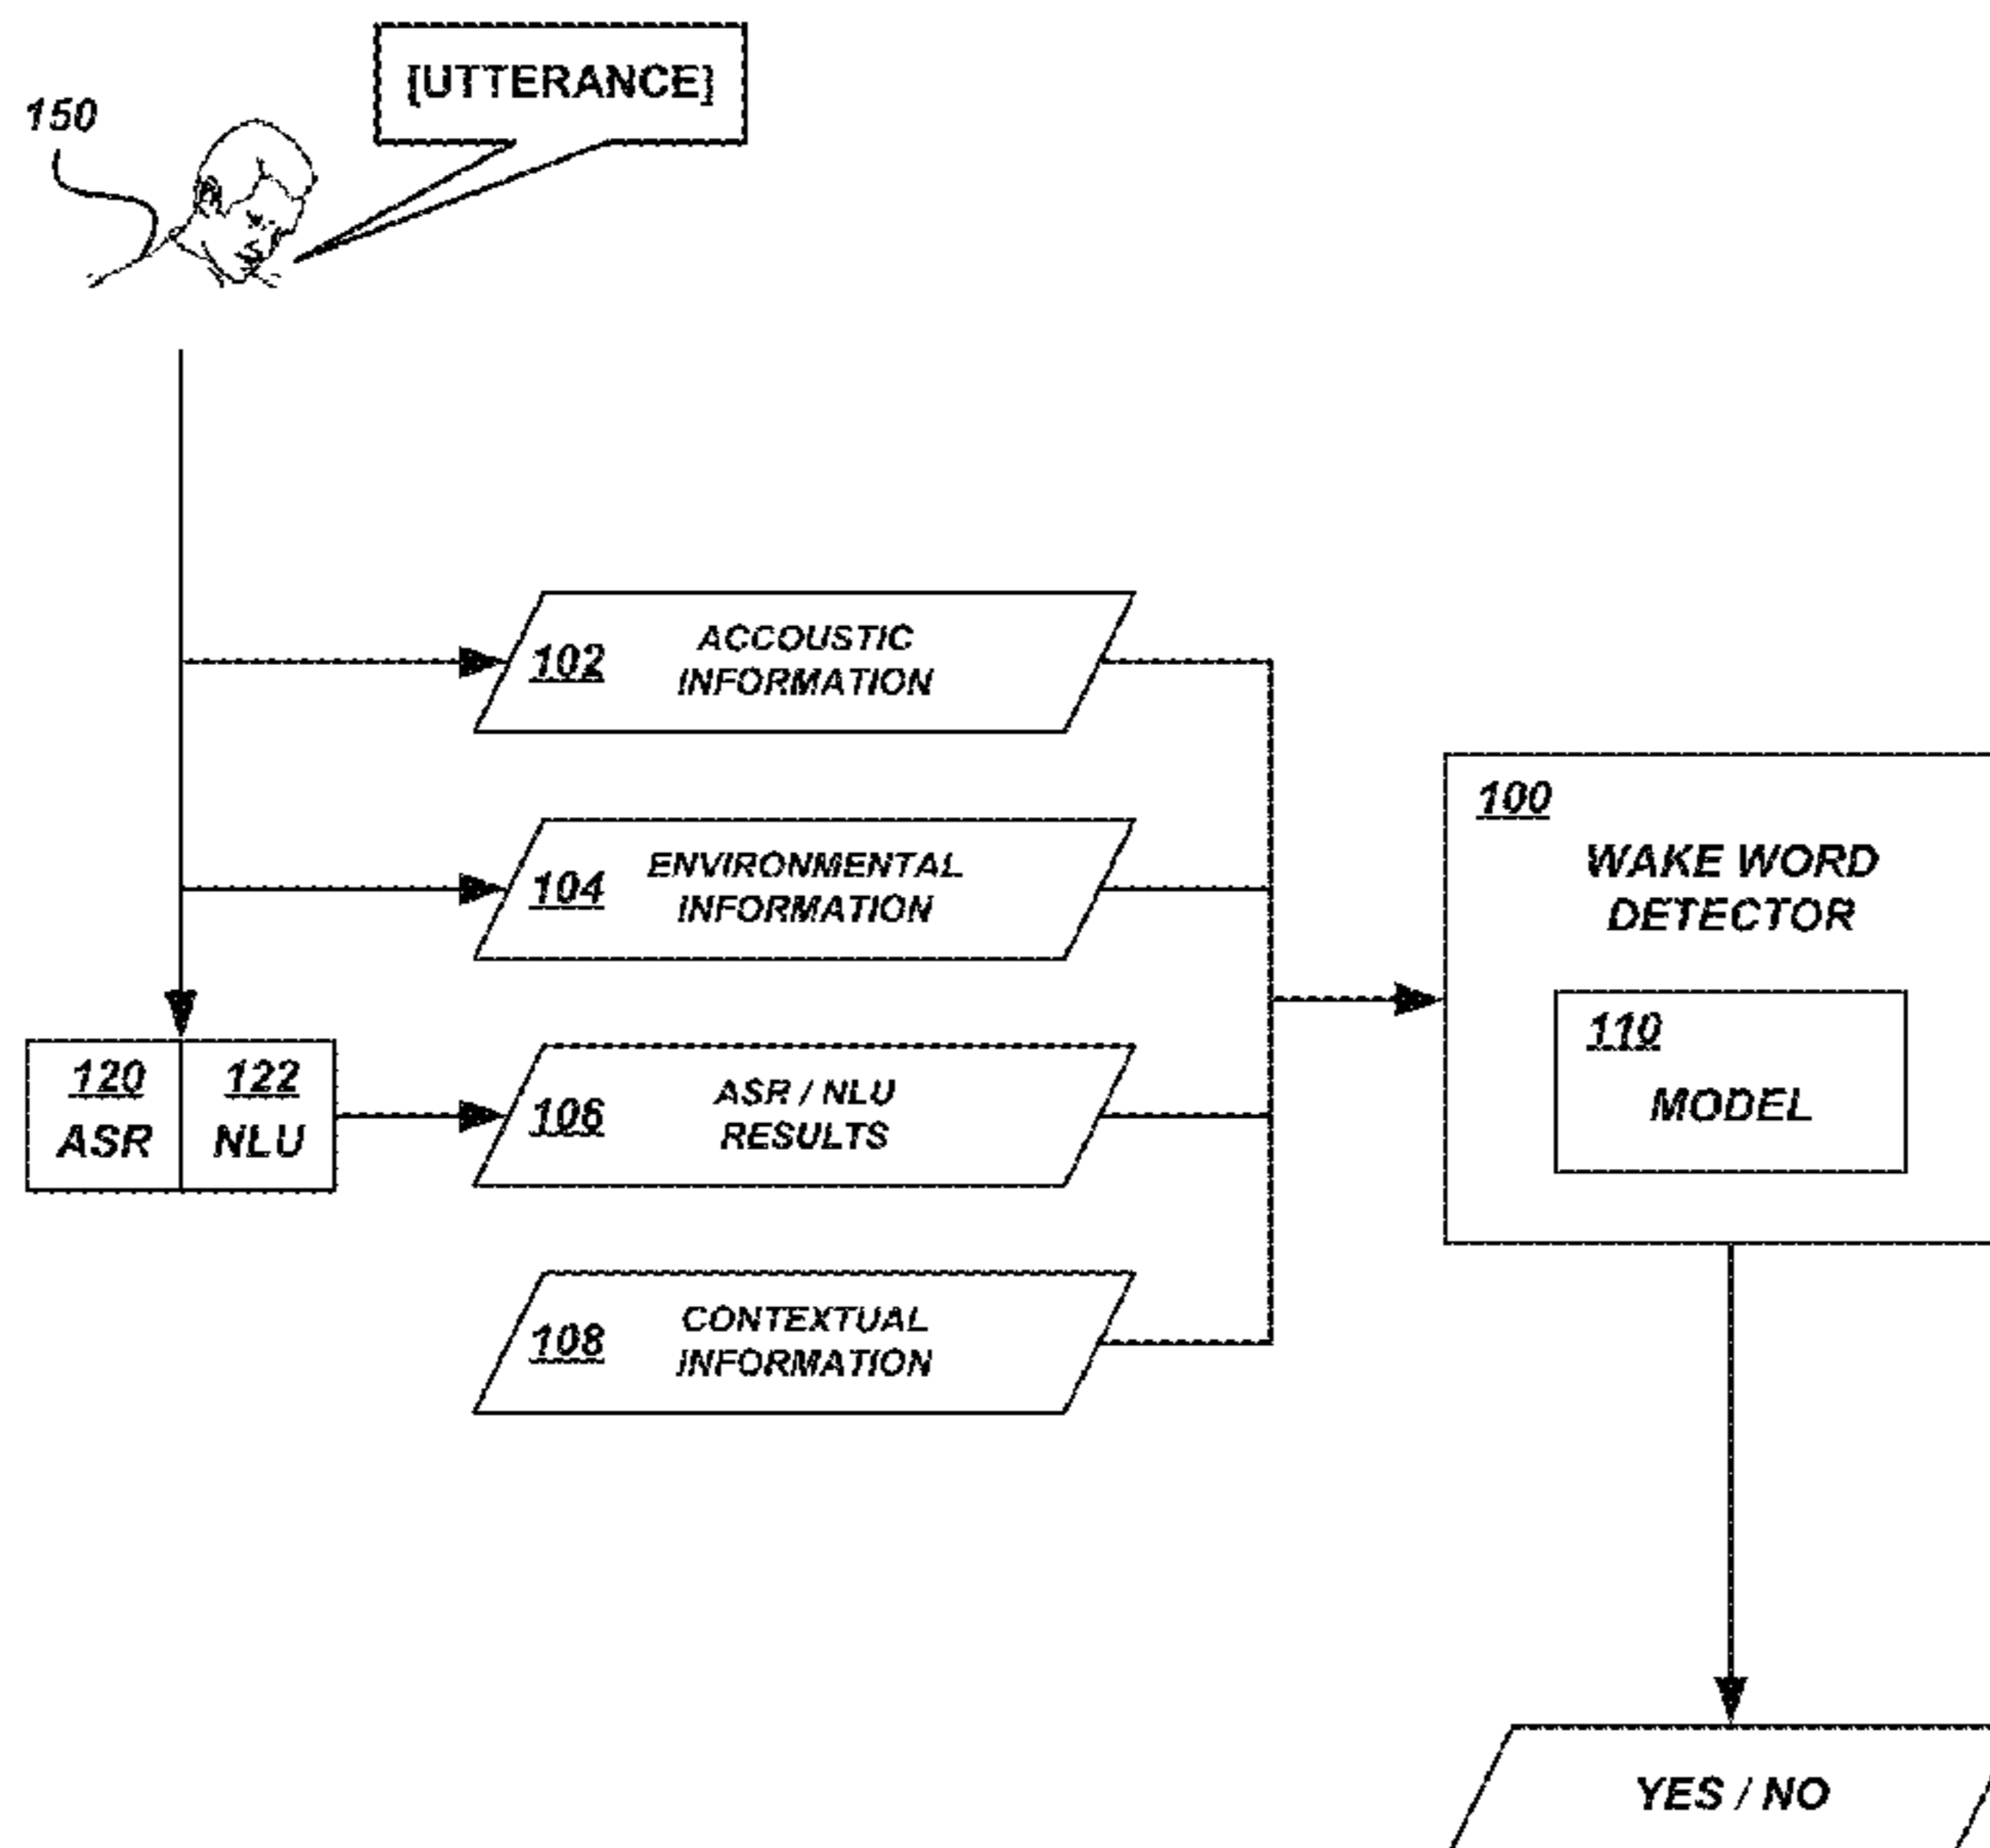 [UTTERANCE]
150
102
ACCOUSTIC
INFORMATION
104
ENVIRONMENTAL
INFORMATION
120
ASR
122
NLU
106
ASR / NLU
RESULTS
108
CONTEXTUAL
INFORMATION
100
WAKE WORD
DETECTOR
110
MODEL
YES / NO